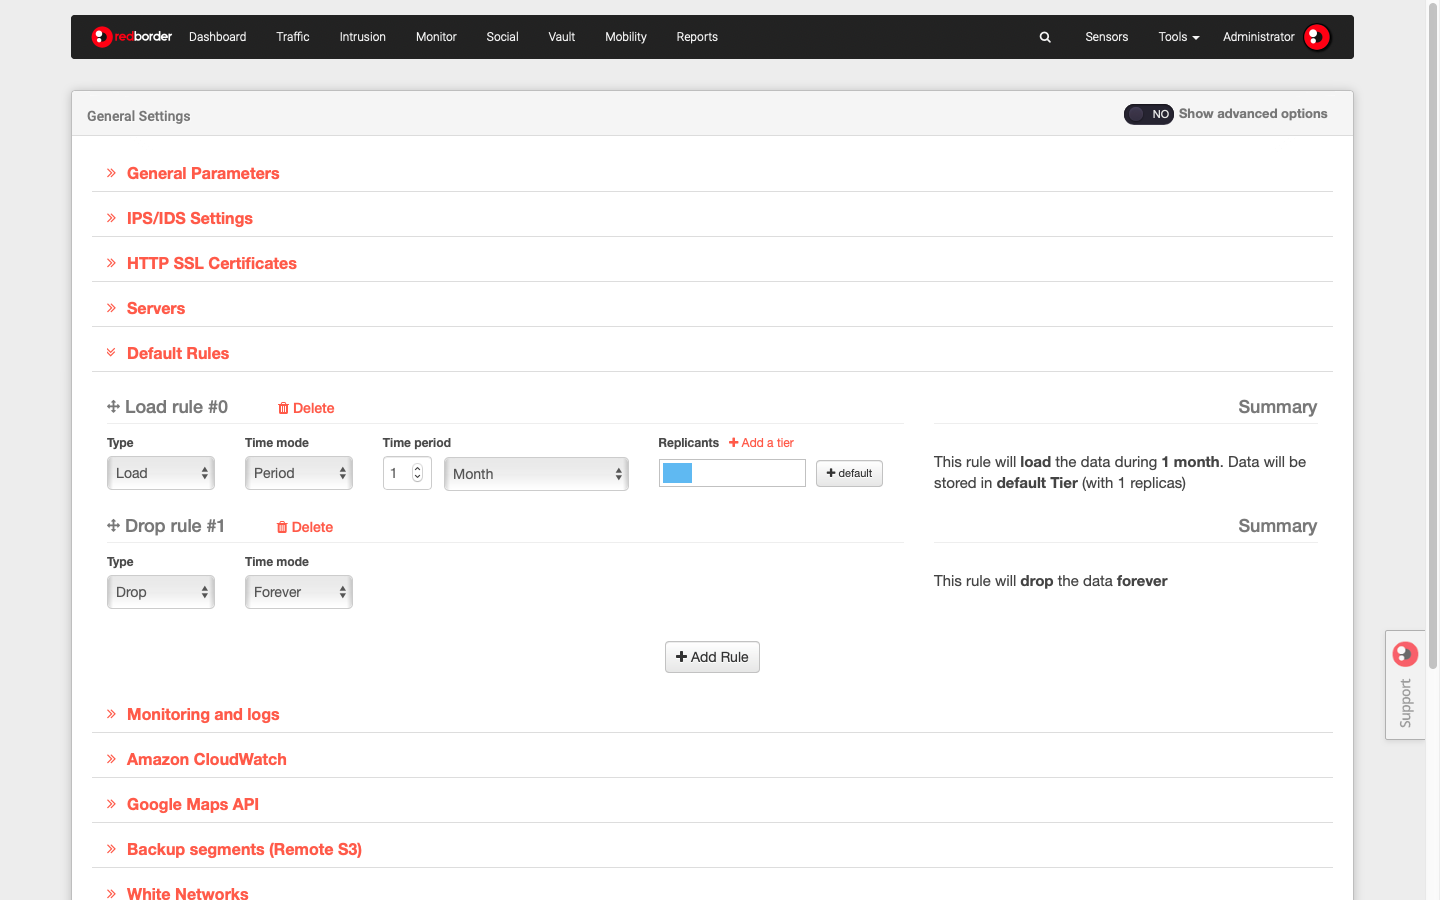 redborder Dashboard Traffic Intrusion Monitor Social Vault Mobility Reports Sensors Tools Administrator
General Settings NO Show advanced options
General Parameters
IPS/IDS Settings
HTTP SSL Certificates
Servers
Default Rules
Load rule #0 Delete Summary
Type Time mode Time period Replicants + Add a tier
Load Period 1 Month + default
This rule will load the data during 1 month. Data will be
stored in default Tier (with 1 replicas)
Drop rule #1 Delete Summary
Type Time mode
Drop Forever
This rule will drop the data forever
+ Add Rule
Support
Monitoring and logs
Amazon CloudWatch
Google Maps API
Backup segments (Remote S3)
White Networks